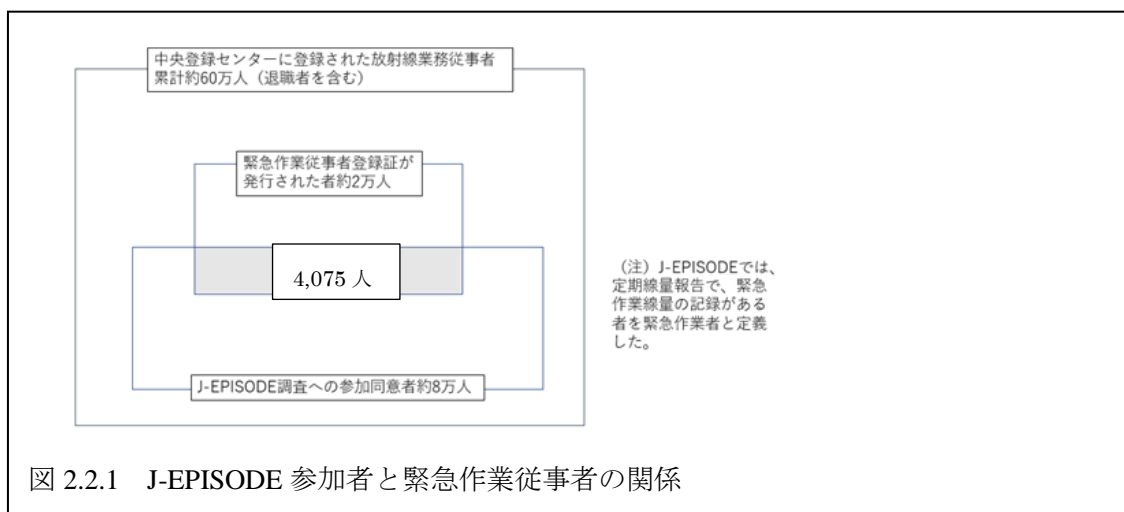 中央登録センターに登録された放射線業務従事者
累計約60万人（退職者を含む）
緊急作業従事者登録証が
発行された者約2万人
4,075 人
（注）J-EPISODEでは、
定期線量報告で、緊急
作業線量の記録がある
者を緊急作業者と定義
した。
J-EPISODE調査への参加同意者約8万人
図 2.2.1 J-EPISODE 参加者と緊急作業従事者の関係